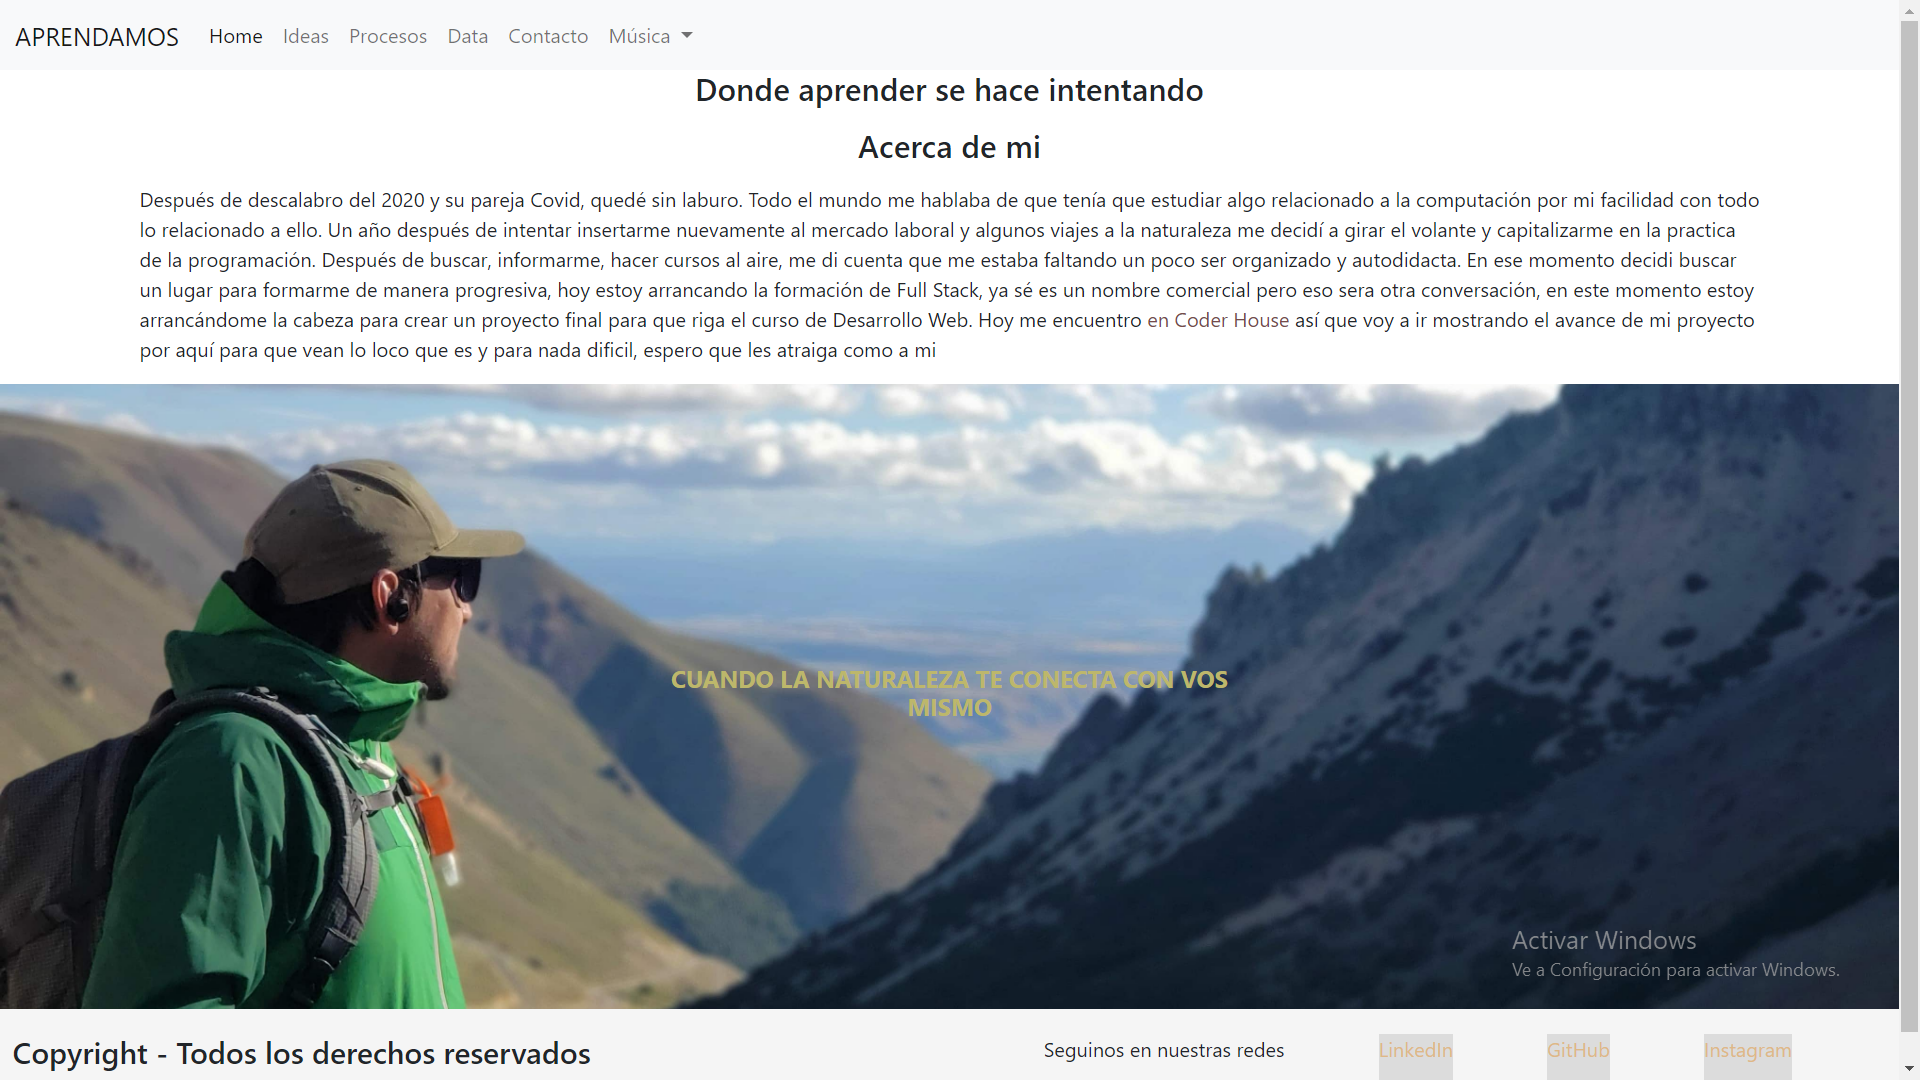 APRENDAMOS Home Ideas Procesos Data Contacto Música
Donde aprender se hace intentando
Acerca de mi
Después de descalabro del 2020 y su pareja Covid, quedé sin laburo. Todo el mundo me hablaba de que tenía que estudiar algo relacionado a la computación por mi facilidad con todo
lo relacionado a ello. Un año después de intentar insertarme nuevamente al mercado laboral y algunos viajes a la naturaleza me decidí a girar el volante y capitalizarme en la practica
de la programación. Después de buscar, informarme, hacer cursos al aire, me di cuenta que me estaba faltando un poco ser organizado y autodidacta. En ese momento decidi buscar
un lugar para formarme de manera progresiva, hoy estoy arrancando la formación de Full Stack, ya sé es un nombre comercial pero eso sera otra conversación, en este momento estoy
arrancándome la cabeza para crear un proyecto final para que riga el curso de Desarrollo Web. Hoy me encuentro en Coder House así que voy a ir mostrando el avance de mi proyecto
por aquí para que vean lo loco que es y para nada dificil, espero que les atraiga como a mi
CUANDO LA NATURALEZA TE CONECTA CON VOS
MISMO
Activar Windows
Ve a Configuración para activar Windows.
Copyright - Todos los derechos reservados Seguinos en nuestras redes LinkedIn GitHub Instagram